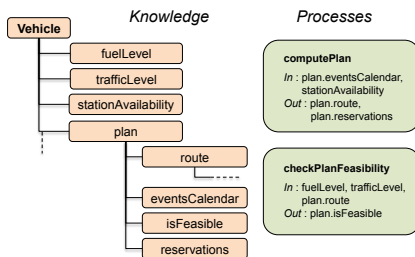 Knowledge
Processes
Vehicle
fuelLevel
trafficLevel
stationAvailability
plan
route
eventsCalendar
isFeasible
reservations
computePlan
In : plan.eventsCalendar,
stationAvailability
Out : plan.route,
plan.reservations
checkPlanFeasibility
In : fuelLevel, trafficLevel,
plan.route
Out : plan.isFeasible